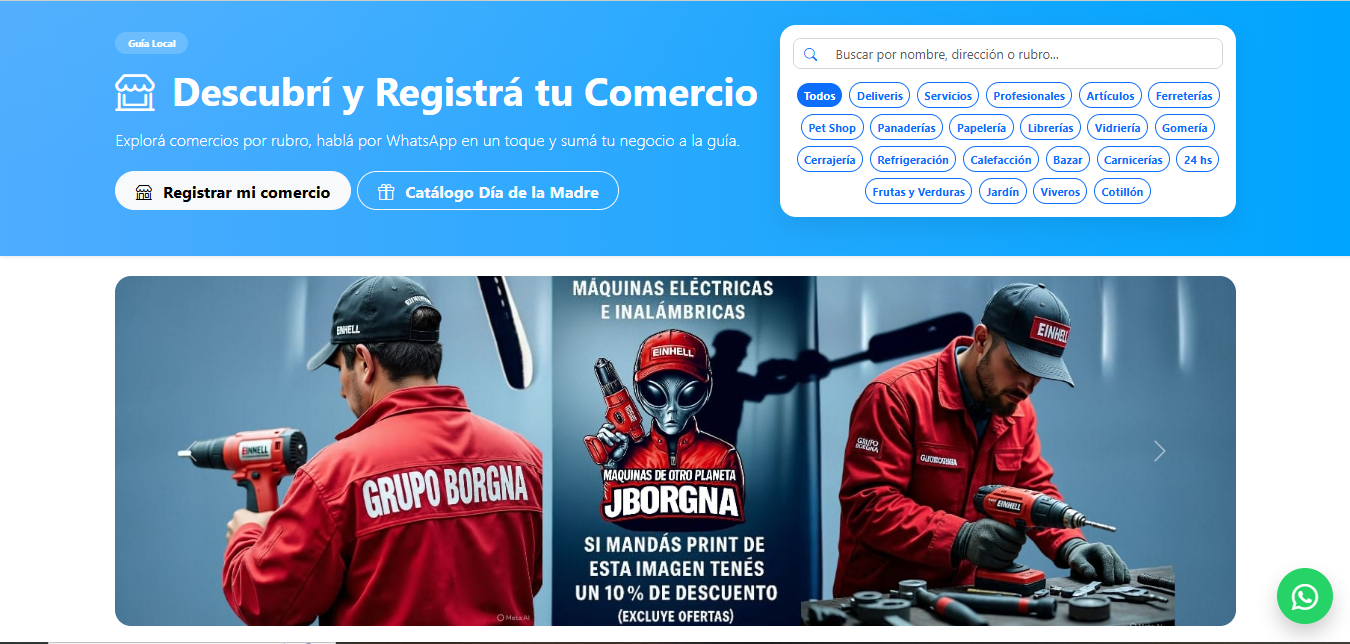 Guía Local
Descubrí y Registrá tu Comercio
Explorá comercios por rubro, hablá por WhatsApp en un toque y sumá tu negocio a la guía.
Registrar mi comercio
Catálogo Día de la Madre
Buscar por nombre, dirección o rubro...
Todos Deliveris Servicios Profesionales Artículos Ferreterías
Pet Shop Panaderías Papelería Librerías Vidriería Gomería
Cerrajería Refrigeración Calefacción Bazar Carnicerías 24 hs
Frutas y Verduras Jardín Viveros Cotillón
EINHELL
EINHELL
GRUPO BORGNA
Meta AI
MÁQUINAS ELÉCTRICAS
E INALÁMBRICAS
EINHELL
MAQUINAS DE OTRO PLANETA
JBORGNA
SI MANDÁS PRINT DE
ESTA IMAGEN TENÉS
UN 10 % DE DESCUENTO
(EXCLUYE OFERTAS)
EINHELL
GRUPO
BORGNA
EINHELL